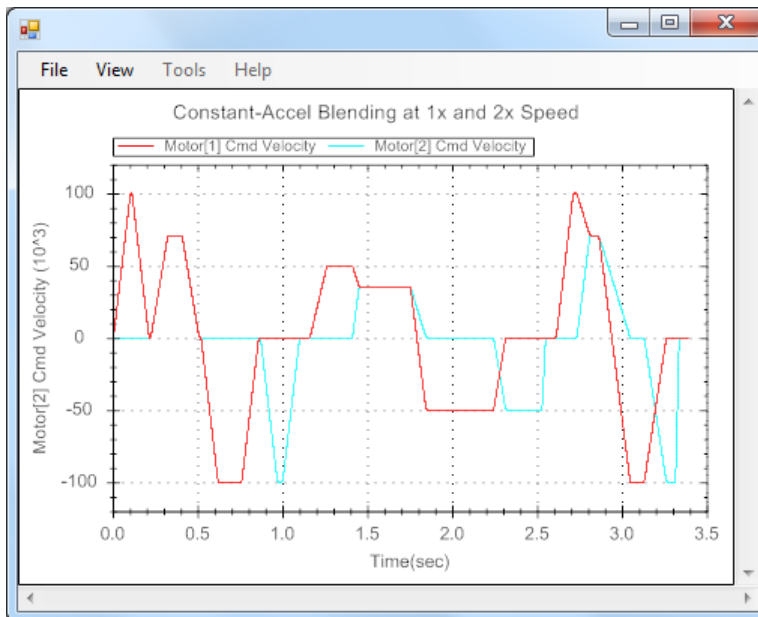 File View Tools Help
Constant-Accel Blending at 1x and 2x Speed
Motor[1] Cmd Velocity Motor[2] Cmd Velocity
Motor[2] Cmd Velocity (10^3)
100
50
0
-50
-100
0.0 0.5 1.0 1.5 2.0 2.5 3.0 3.5
Time(sec)